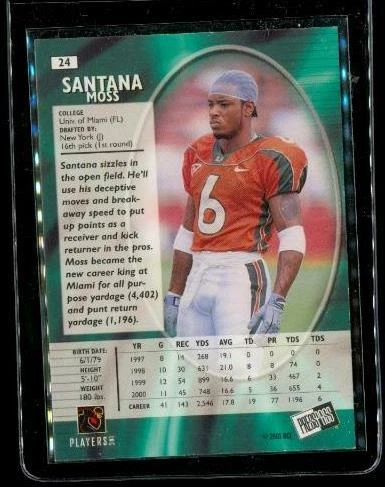 24
SANTANA
MOSS
COLLEGE
Univ. of Miami (FL)
DRAFTED BY:
New York (J)
16th pick (1st round)
Santana sizzles in
the open field. He'll
use his deceptive
moves and break-
away speed to put
up points as a
receiver and kick
returner in the pros.
Moss became the
new career king at
Miami for all pur-
pose yardage (4,402)
and punt return
yardage (1,196).
6
BIRTH DATE:
6/1/79
HEIGHT
5'-10"
WEIGHT
180 lbs.
YR G REC YDS AVG TD PR YDS TDS
1997 8 14 268 19.1 0 0 0 0
1998 10 30 631 21.0 8 8 74 0
1999 12 54 899 16.6 5 33 467 2
2000 11 45 748 16.6 5 36 655 4
CAREER 41 143 2,546 17.8 19 77 1196 6
PLAYERS INC
PRESS PASS